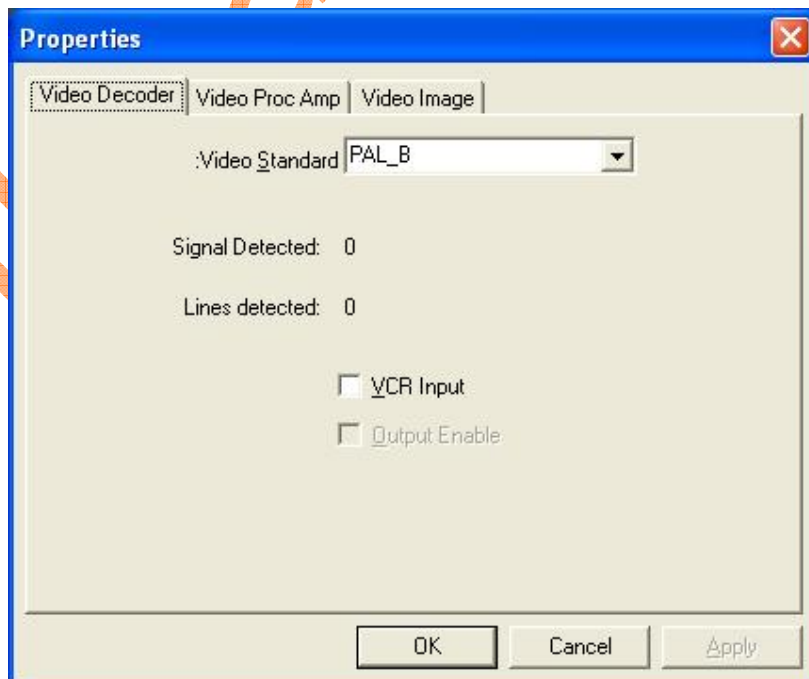 Properties
Video Decoder Video Proc Amp Video Image
:Video Standard PAL_B
Signal Detected: 0
Lines detected: 0
VCR Input
Output Enable
OK Cancel Apply